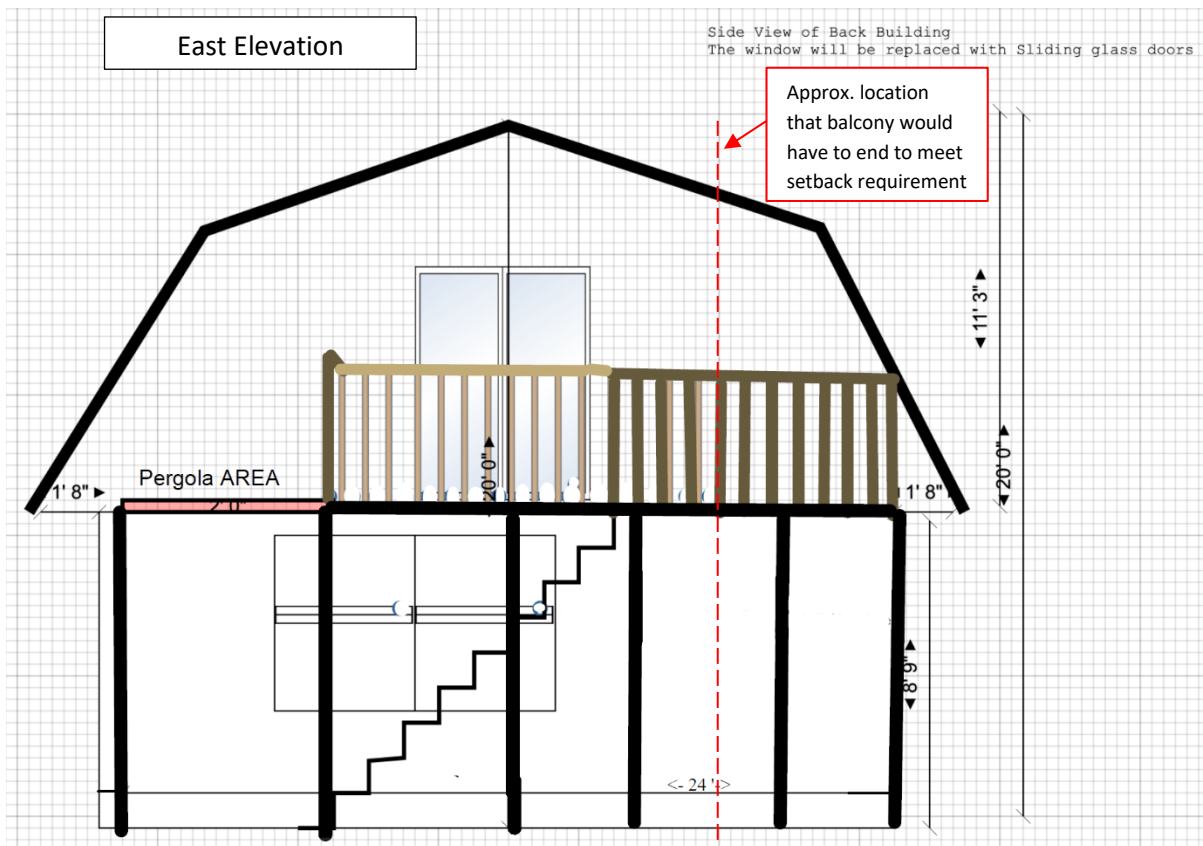 East Elevation
Side View of Back Building
The window will be replaced with Sliding glass doors
Approx. location
that balcony would
have to end to meet
setback requirement
11' 3"
20' 0"
20' 0"
Pergola AREA
1' 8"
2' 0"
1' 8"
8' 9"
<- 24 '->